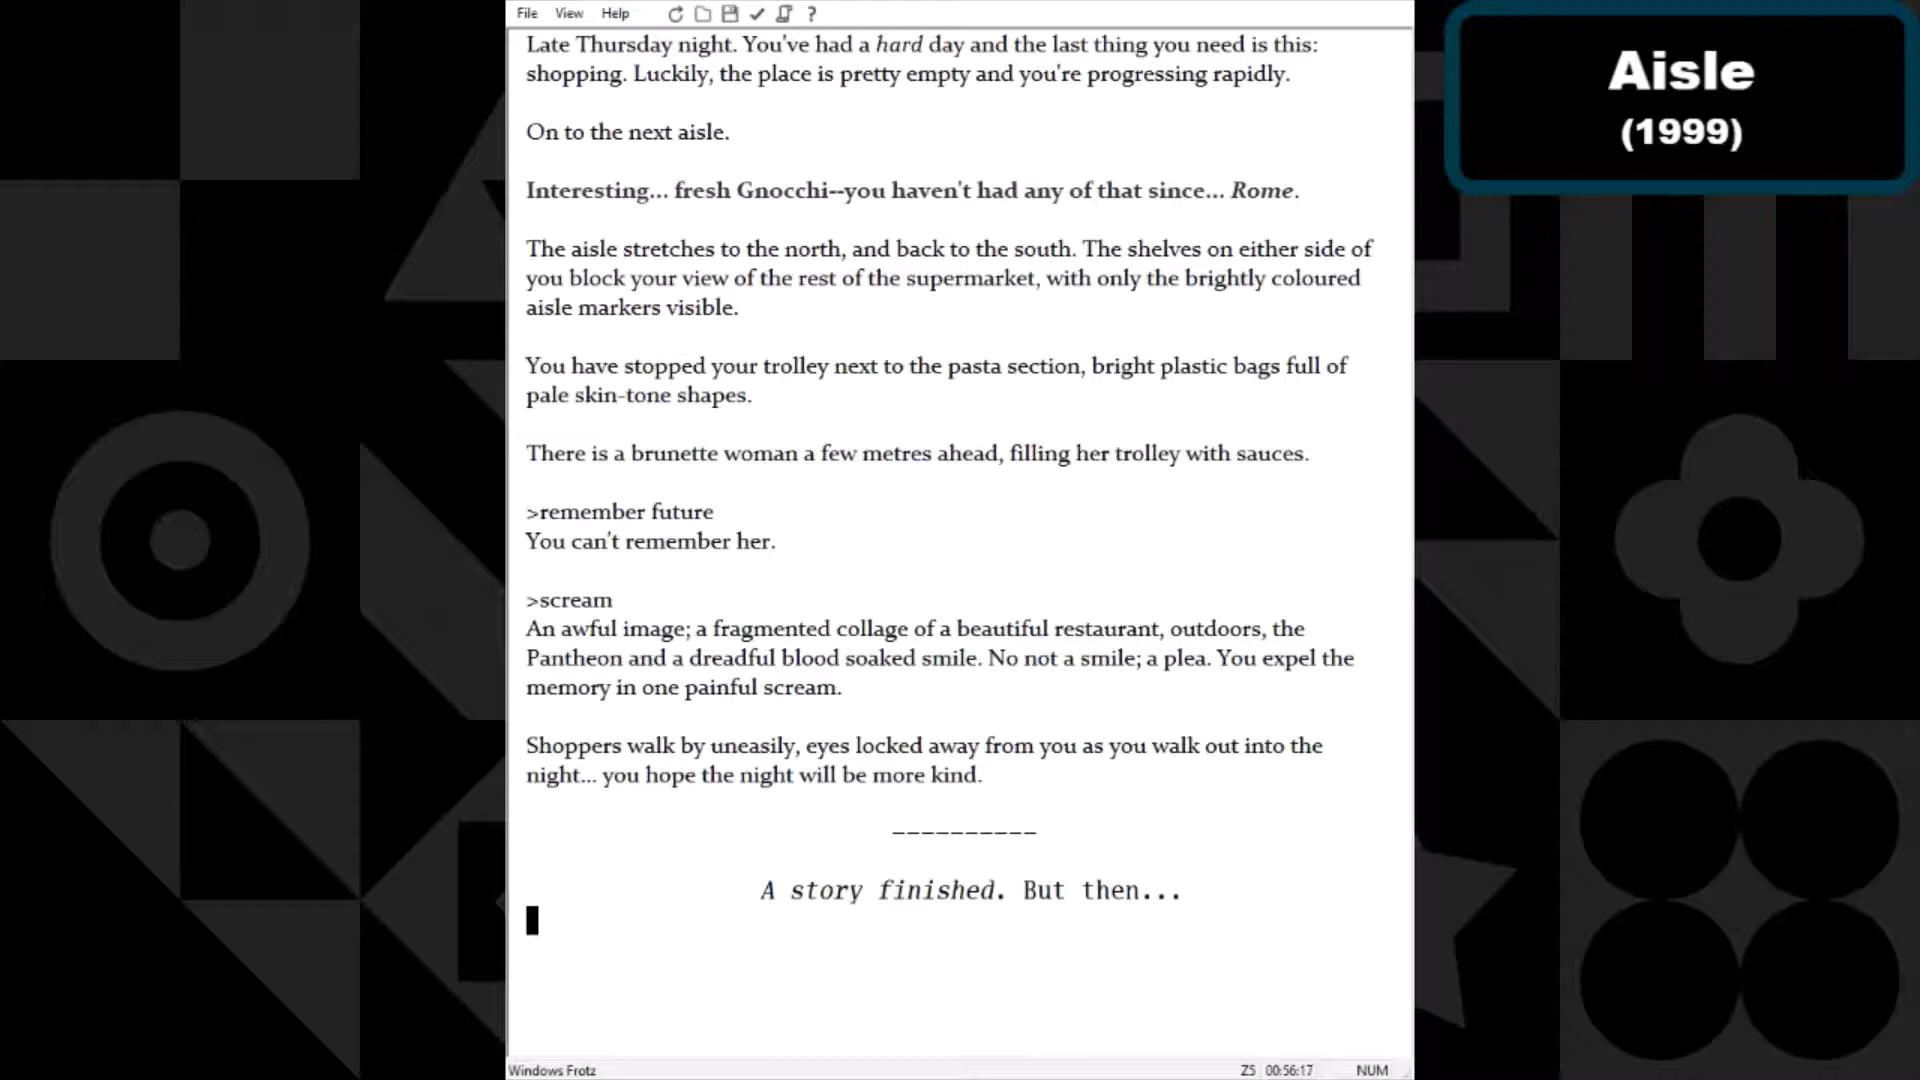 File View Help ?
Aisle
(1999)
Late Thursday night. You've had a hard day and the last thing you need is this:
shopping. Luckily, the place is pretty empty and you're progressing rapidly.
On to the next aisle.
Interesting... fresh Gnocchi--you haven't had any of that since... Rome.
The aisle stretches to the north, and back to the south. The shelves on either side of
you block your view of the rest of the supermarket, with only the brightly coloured
aisle markers visible.
You have stopped your trolley next to the pasta section, bright plastic bags full of
pale skin-tone shapes.
There is a brunette woman a few metres ahead, filling her trolley with sauces.
>remember future
You can't remember her.
>scream
An awful image; a fragmented collage of a beautiful restaurant, outdoors, the
Pantheon and a dreadful blood soaked smile. No not a smile; a plea. You expel the
memory in one painful scream.
Shoppers walk by uneasily, eyes locked away from you as you walk out into the
night... you hope the night will be more kind.
----------
A story finished. But then...
Windows Frotz Z5 00:56:17 NUM